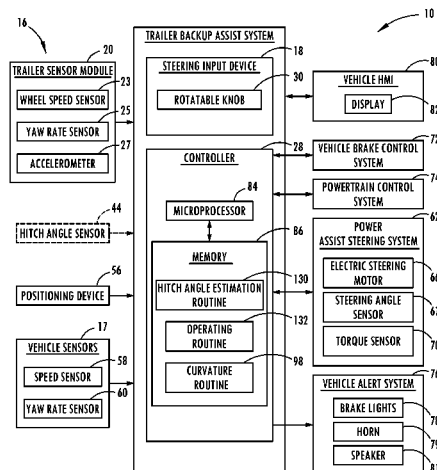 10
16
20
TRAILER SENSOR MODULE
23
WHEEL SPEED SENSOR
25
YAW RATE SENSOR
27
ACCELEROMETER
44
HITCH ANGLE SENSOR
56
POSITIONING DEVICE
17
VEHICLE SENSORS
58
SPEED SENSOR
YAW RATE SENSOR
60
TRAILER BACKUP ASSIST SYSTEM
18
STEERING INPUT DEVICE
30
ROTATABLE KNOB
28
CONTROLLER
84
MICROPROCESSOR
86
MEMORY
130
HITCH ANGLE ESTIMATION
ROUTINE
132
OPERATING
ROUTINE
98
CURVATURE
ROUTINE
80
VEHICLE HMI
DISPLAY
82
72
VEHICLE BRAKE CONTROL
SYSTEM
74
POWERTRAIN CONTROL
SYSTEM
62
POWER
ASSIST STEERING SYSTEM
ELECTRIC STEERING
MOTOR
66
STEERING ANGLE
SENSOR
67
TORQUE SENSOR
70
76
VEHICLE ALERT SYSTEM
BRAKE LIGHTS
78
HORN
79
SPEAKER